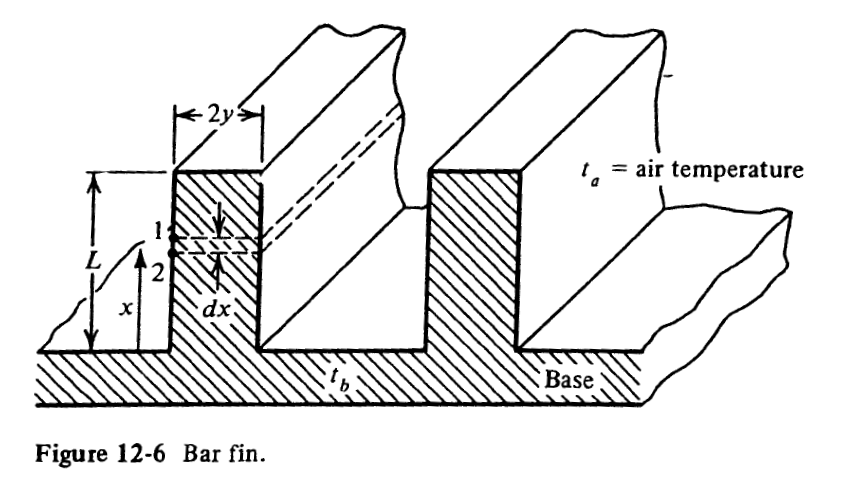 2y
t_a = air temperature
1
L
2
x
dx
t_b
Base
Figure 12-6 Bar fin.